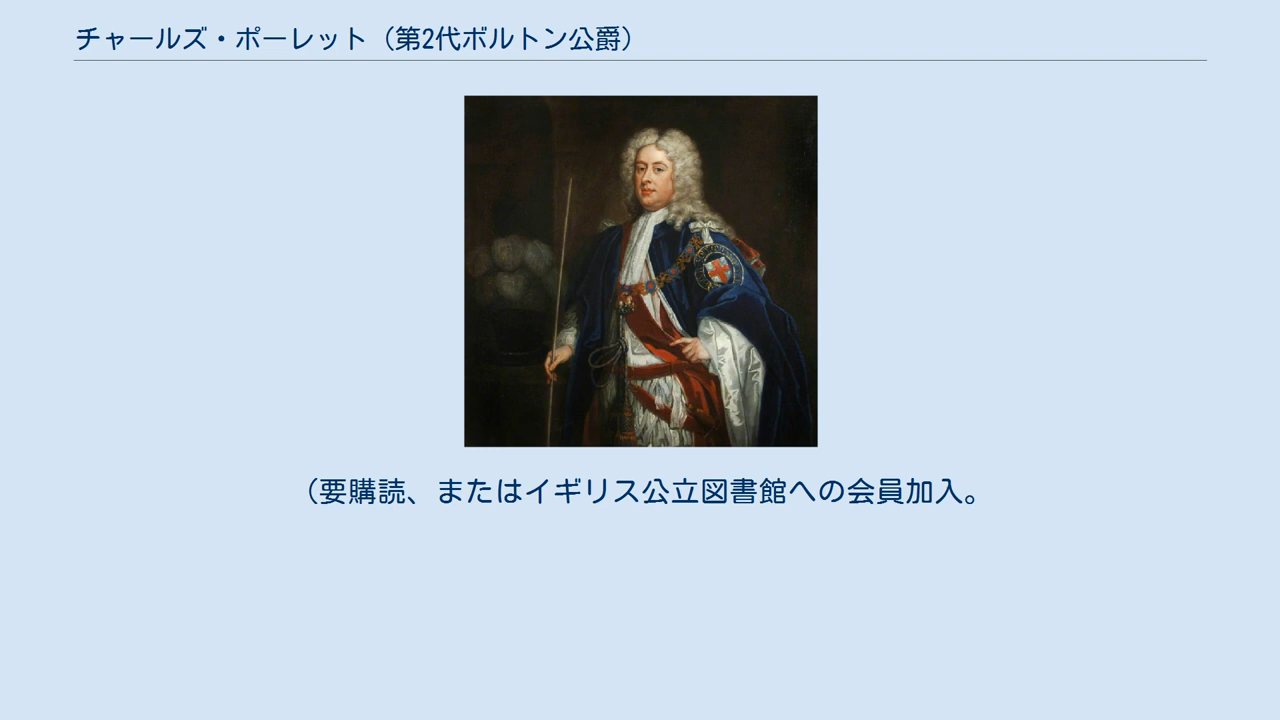 チャールズ・ポーレット（第2代ボルトン公爵）
（要購読、またはイギリス公立図書館への会員加入。